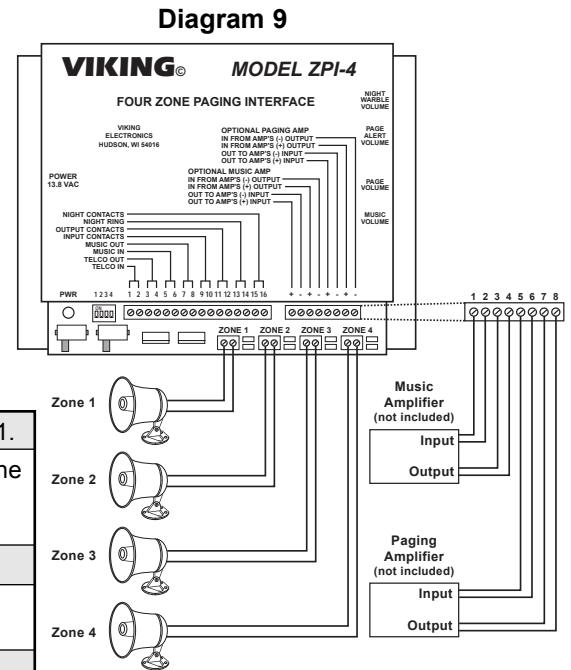 Diagram 9
VIKING©
MODEL ZPI-4
FOUR ZONE PAGING INTERFACE
NIGHT
WARBLE
VOLUME
VIKING
ELECTRONICS
HUDSON, WI 54016
OPTIONAL PAGING AMP
IN FROM AMP'S (-) OUTPUT
IN FROM AMP'S (+) OUTPUT
OUT TO AMP'S (-) INPUT
OUT TO AMP'S (+) INPUT
PAGE
ALERT
VOLUME
POWER
13.8 VAC
OPTIONAL MUSIC AMP
IN FROM AMP'S (-) OUTPUT
IN FROM AMP'S (+) OUTPUT
OUT TO AMP'S (-) INPUT
OUT TO AMP'S (+) INPUT
PAGE
VOLUME
MUSIC
VOLUME
NIGHT CONTACTS
NIGHT RING
OUTPUT CONTACTS
INPUT CONTACTS
MUSIC OUT
MUSIC IN
TELCO OUT
TELCO IN
PWR
1 2 3 4
1 2 3 4 5 6 7 8 9 10 11 12 13 14 15 16
+ - + - + - + -
1 2 3 4 5 6 7 8
ON
ZONE 1 ZONE 2 ZONE 3 ZONE 4
Zone 1
Zone 2
Zone 3
Zone 4
Music
Amplifier
(not included)
Input
Output
Paging
Amplifier
(not included)
Input
Output
1.
ne